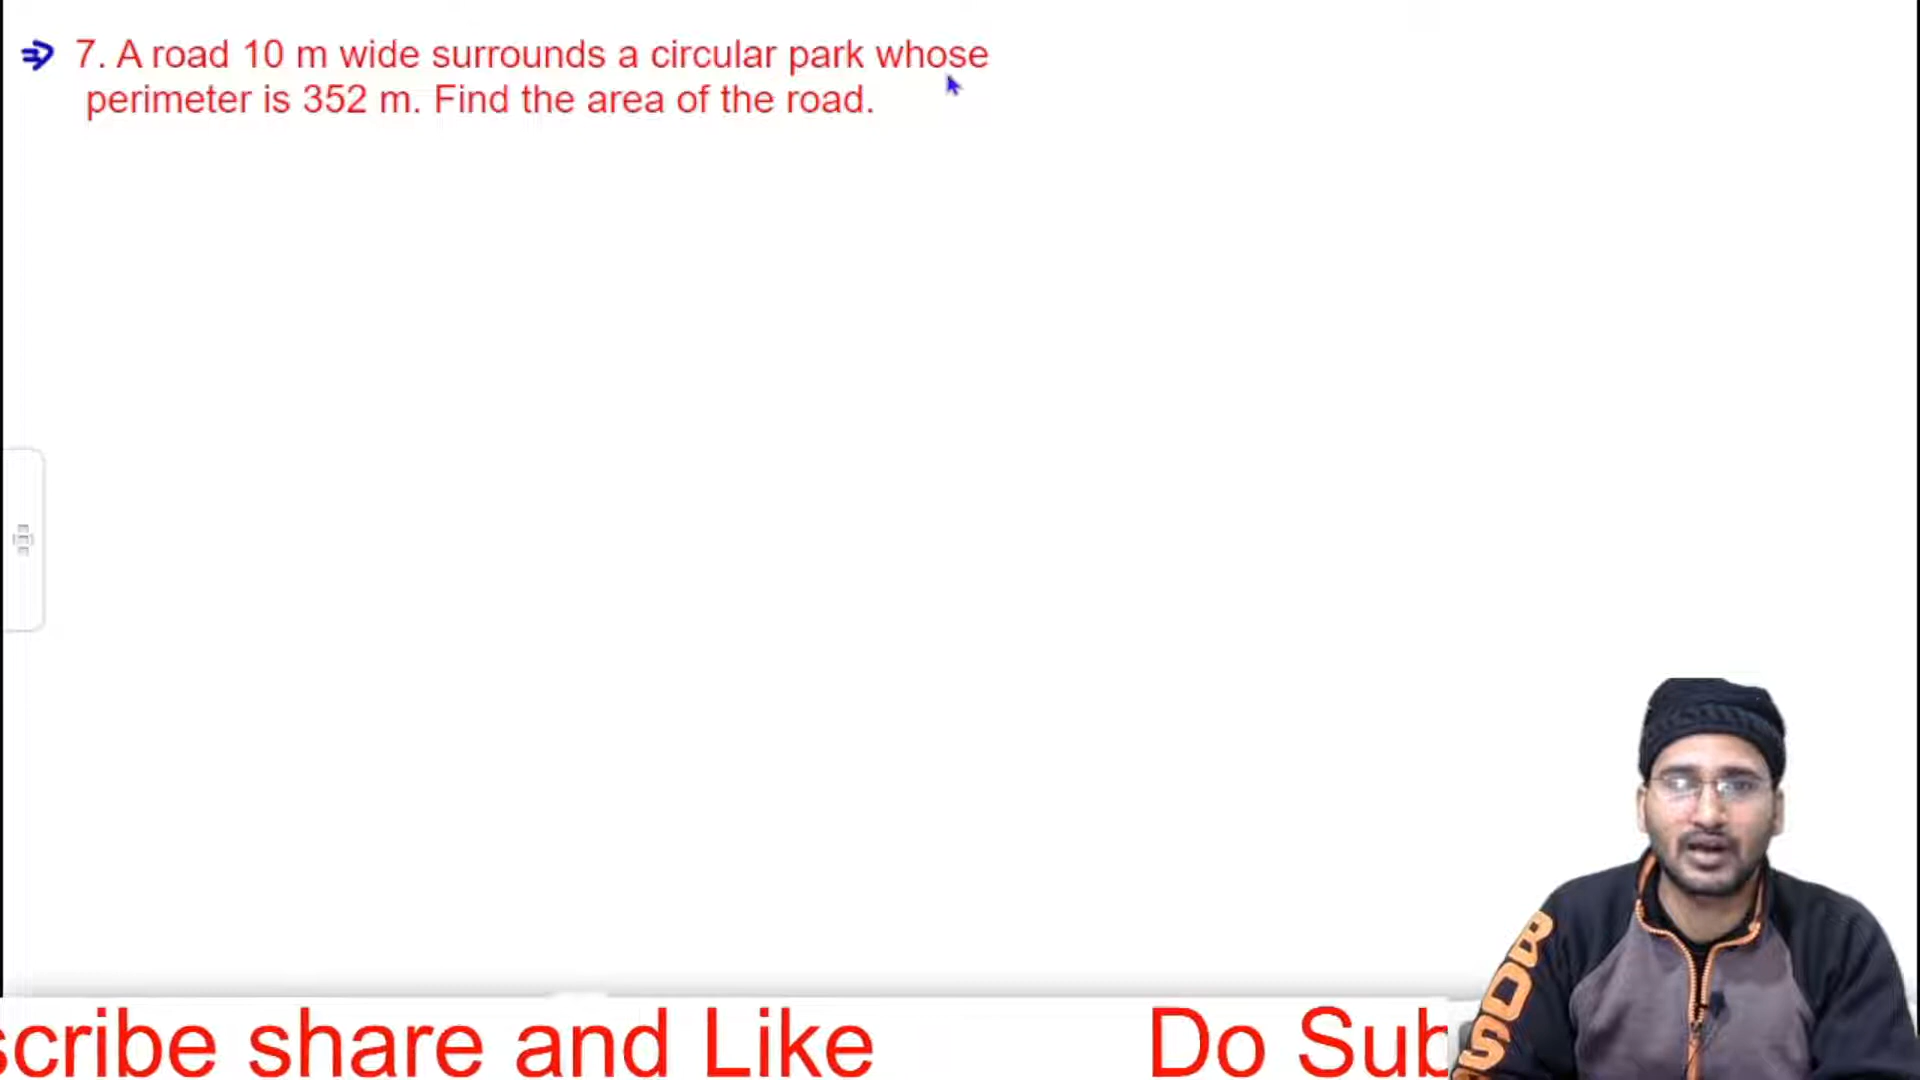 7. A road 10 m wide surrounds a circular park whose
perimeter is 352 m. Find the area of the road.
scribe share and Like Do Sub
BOSS